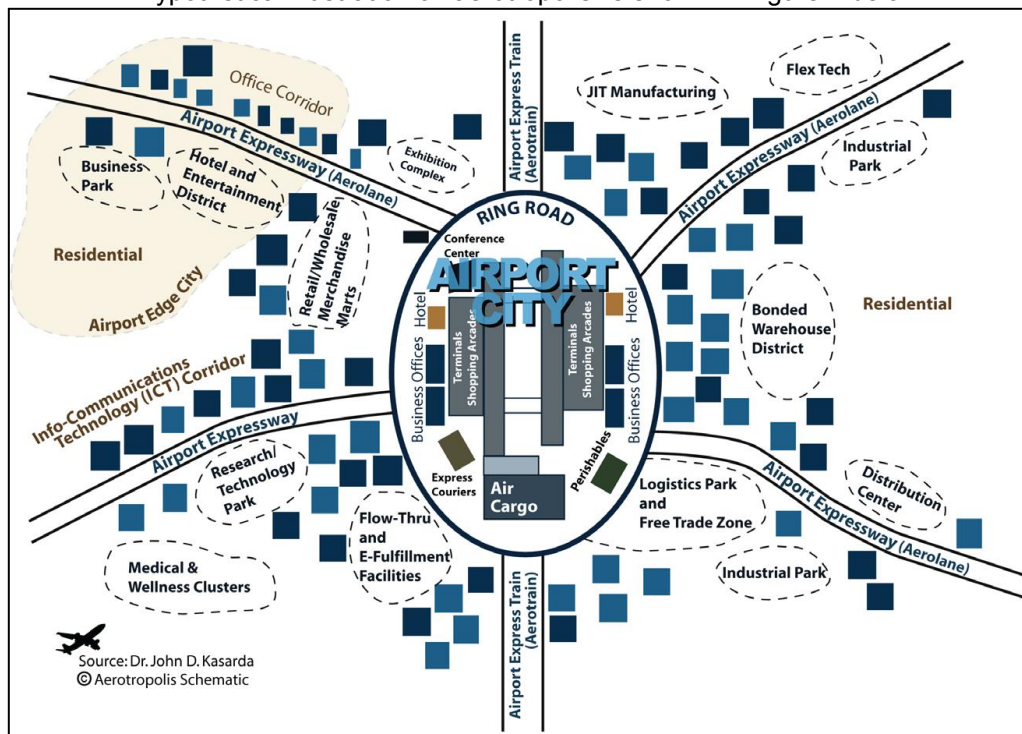 Office Corridor
Airport Expressway (Aerolane)
Business
Park
Hotel and
Entertainment
District
Exhibition
Complex
Residential
Airport Edge City
Retail/Wholesale
Merchandise
Marts
Airport Express Train
(Aerotrain)
JIT Manufacturing
Flex Tech
Airport Expressway (Aerolane)
Industrial
Park
RING ROAD
Conference
Center
AIRPORT
CITY
Hotel
Terminals
Shopping Arcades
Business Offices
Terminals
Shopping Arcades
Hotel
Business Offices
Express
Couriers
Air
Cargo
Perishables
Bonded
Warehouse
District
Residential
Info-Communications
Technology (ICT) Corridor
Airport Expressway
Research/
Technology
Park
Medical &
Wellness Clusters
Flow-Thru
and
E-Fulfillment
Facilities
Logistics Park
and
Free Trade Zone
Airport Expressway (Aerolane)
Distribution
Center
Industrial Park
Airport Express Train
(Aerotrain)
Source: Dr. John D. Kasarda
© Aerotropolis Schematic